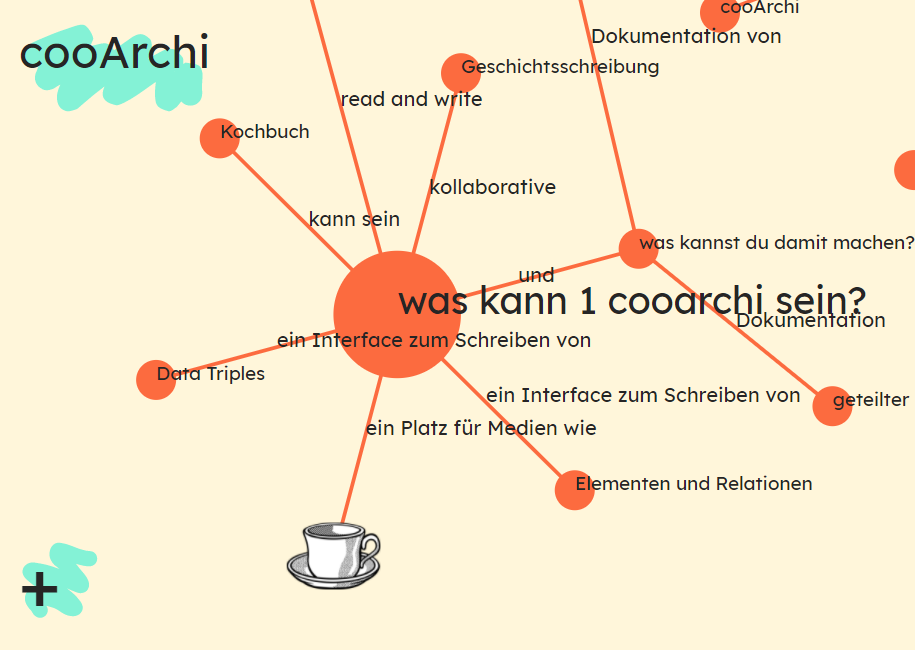 cooArchi
cooArchi
Dokumentation von
Geschichtsschreibung
read and write
Kochbuch
kollaborative
kann sein
was kannst du damit machen?
und
was kann 1 cooarchi sein?
Dokumentation
ein Interface zum Schreiben von
Data Triples
ein Interface zum Schreiben von
geteilter
ein Platz für Medien wie
Elementen und Relationen
+